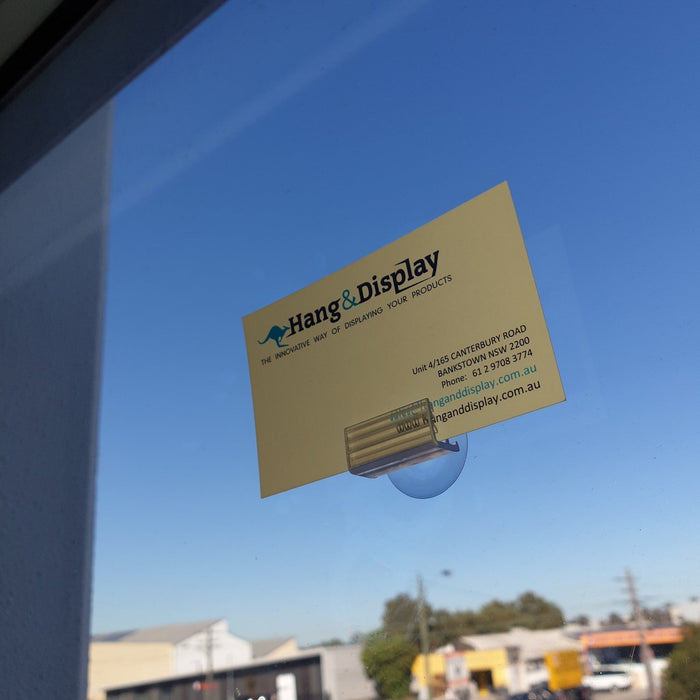 Hang&Display
THE INNOVATIVE WAY OF DISPLAYING YOUR PRODUCTS
Unit 4/165 CANTERBURY ROAD
BANKSTOWN NSW 2200
Phone: 61 2 9708 3774
www.hanganddisplay.com.au